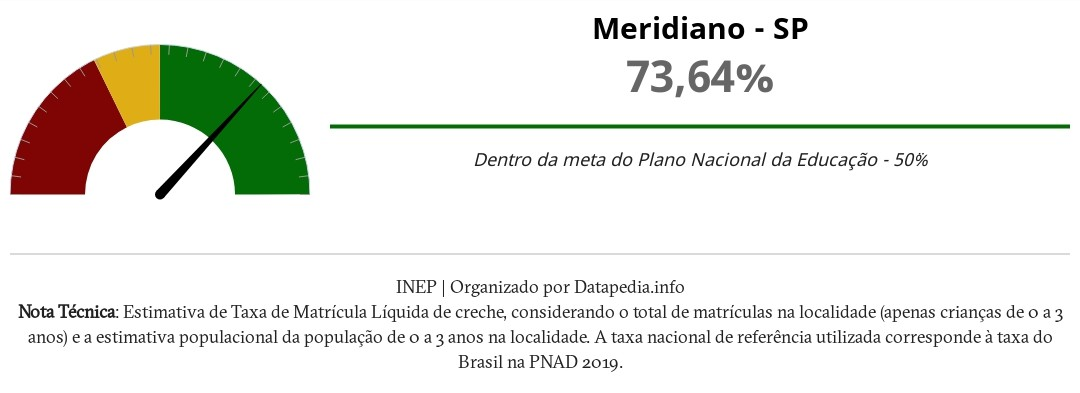 Meridiano - SP
73,64%
Dentro da meta do Plano Nacional da Educação - 50%
INEP | Organizado por Datapedia.info
Nota Técnica: Estimativa de Taxa de Matrícula Líquida de creche, considerando o total de matrículas na localidade (apenas crianças de 0 a 3
anos) e a estimativa populacional da população de 0 a 3 anos na localidade. A taxa nacional de referência utilizada corresponde à taxa do
Brasil na PNAD 2019.